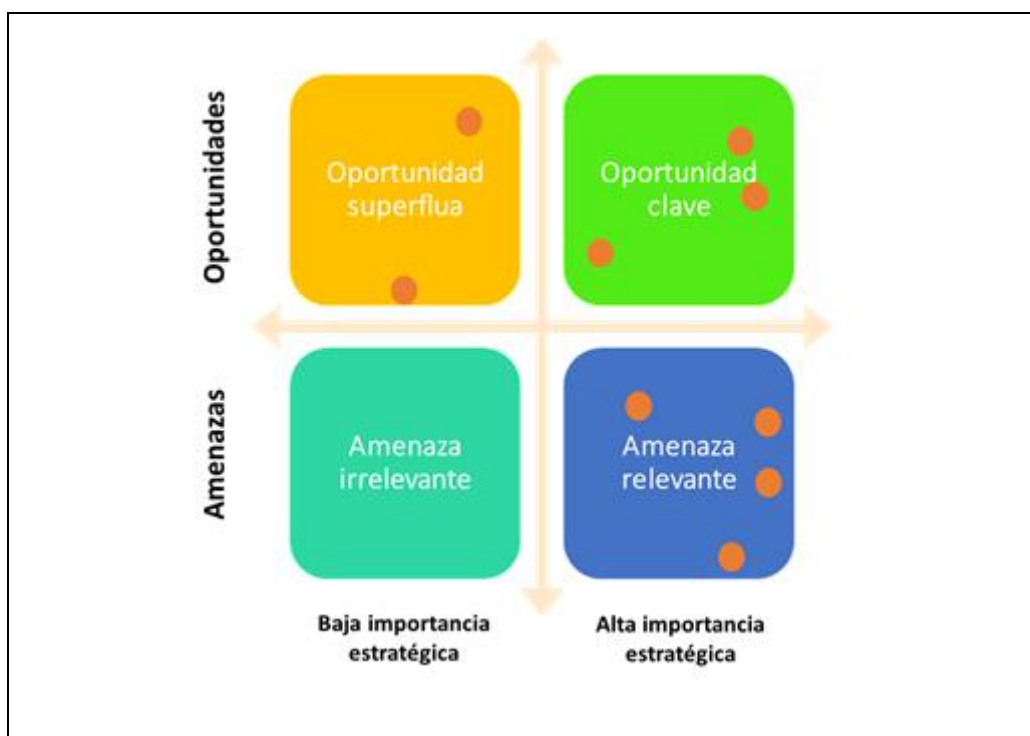 Oportunidades
Oportunidad
superflua
Oportunidad
clave
Amenazas
Amenaza
irrelevante
Amenaza
relevante
Baja importancia
estratégica
Alta importancia
estratégica